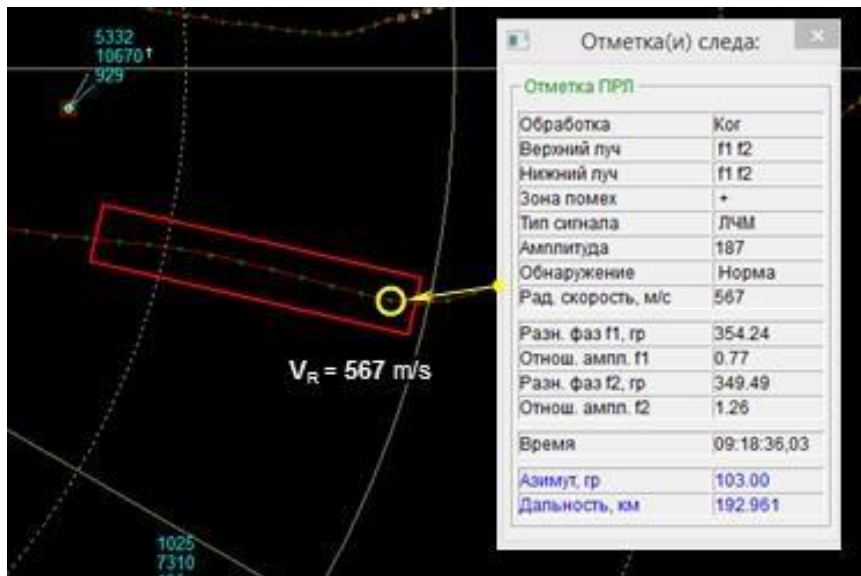 5332
10670↑
929
Отметка(и) следа:
Отметка ПРЛ
Обработка Ког
Верхний луч f1 f2
Нижний луч f1 f2
Зона помех +
Тип сигнала ЛЧМ
Амплитуда 187
Обнаружение Норма
Рад. скорость, м/с 567
Разн. фаз f1, гр 354.24
Отнош. ампл. f1 0.77
Разн. фаз f2, гр 349.49
Отнош. ампл. f2 1.26
Время 09:18:36,03
Азимут, гр 103.00
Дальность, км 192.961
VR = 567 m/s
1025
7310